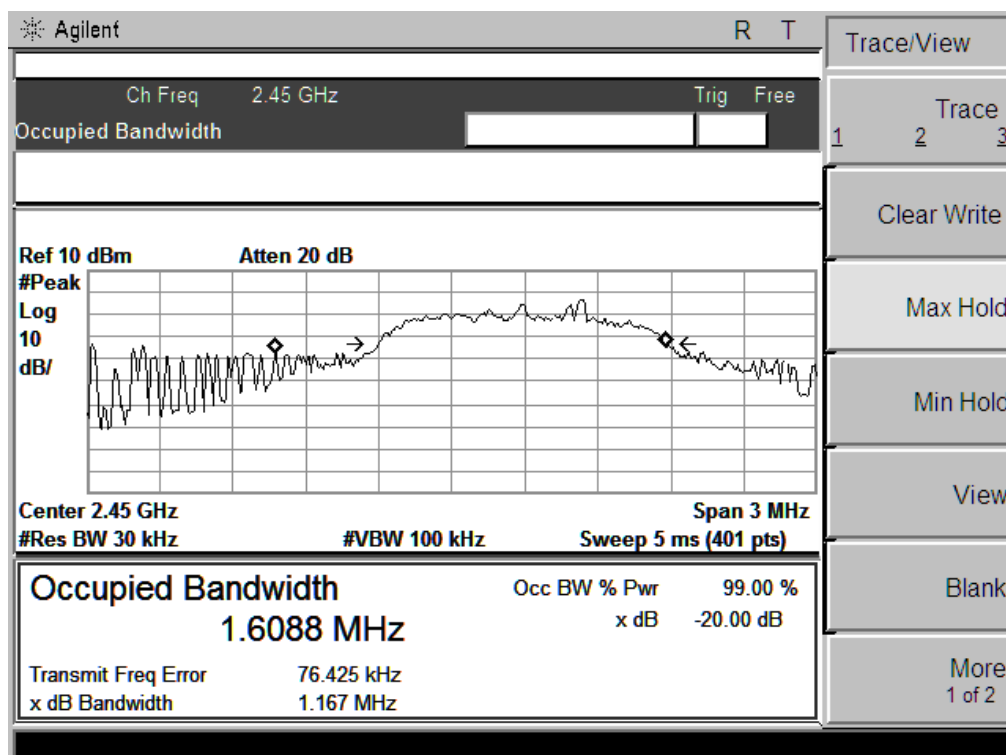 Agilent
R T
Trace/View
Ch Freq 2.45 GHz Trig Free
Occupied Bandwidth
Trace
1 2 3
Clear Write
Max Hold
Min Hold
View
Blank
More
1 of 2
Ref 10 dBm Atten 20 dB
#Peak
Log
10
dB/
Center 2.45 GHz Span 3 MHz
#Res BW 30 kHz #VBW 100 kHz Sweep 5 ms (401 pts)
Occupied Bandwidth
1.6088 MHz
Occ BW % Pwr 99.00 %
x dB -20.00 dB
Transmit Freq Error 76.425 kHz
x dB Bandwidth 1.167 MHz